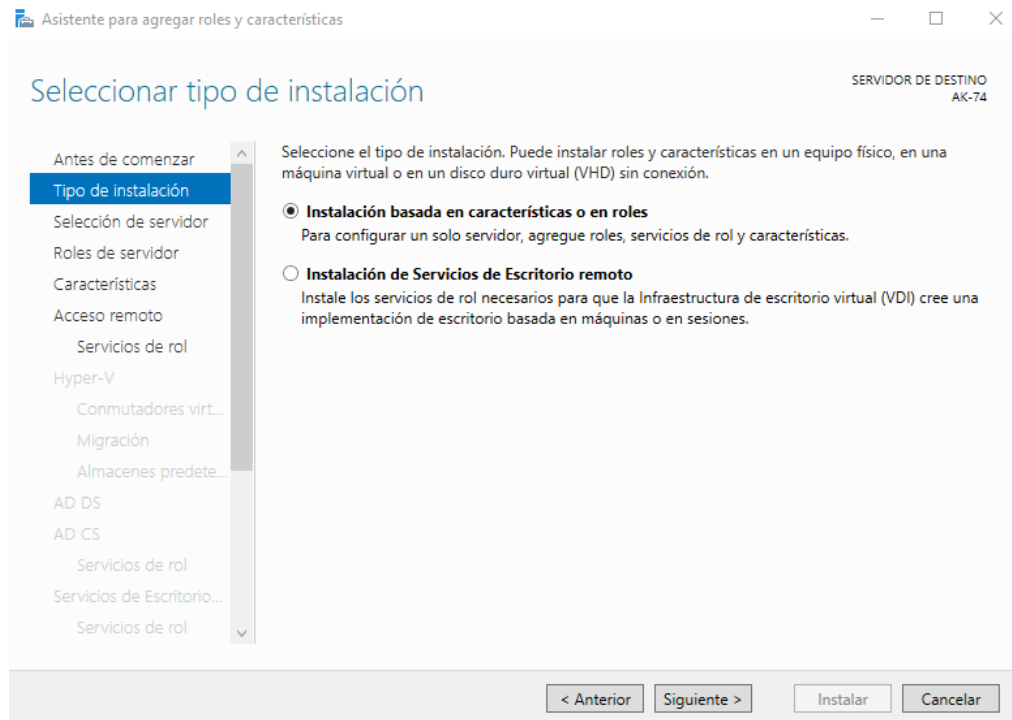 Asistente para agregar roles y características
Seleccionar tipo de instalación
SERVIDOR DE DESTINO
AK-74
Antes de comenzar
Tipo de instalación
Selección de servidor
Roles de servidor
Características
Acceso remoto
Servicios de rol
Hyper-V
Conmutadores virt...
Migración
Almacenes predete...
AD DS
AD CS
Servicios de rol
Servicios de Escritorio...
Servicios de rol
Seleccione el tipo de instalación. Puede instalar roles y características en un equipo físico, en una
máquina virtual o en un disco duro virtual (VHD) sin conexión.
Instalación basada en características o en roles
Para configurar un solo servidor, agregue roles, servicios de rol y características.
Instalación de Servicios de Escritorio remoto
Instale los servicios de rol necesarios para que la Infraestructura de escritorio virtual (VDI) cree una
implementación de escritorio basada en máquinas o en sesiones.
< Anterior
Siguiente >
Instalar
Cancelar